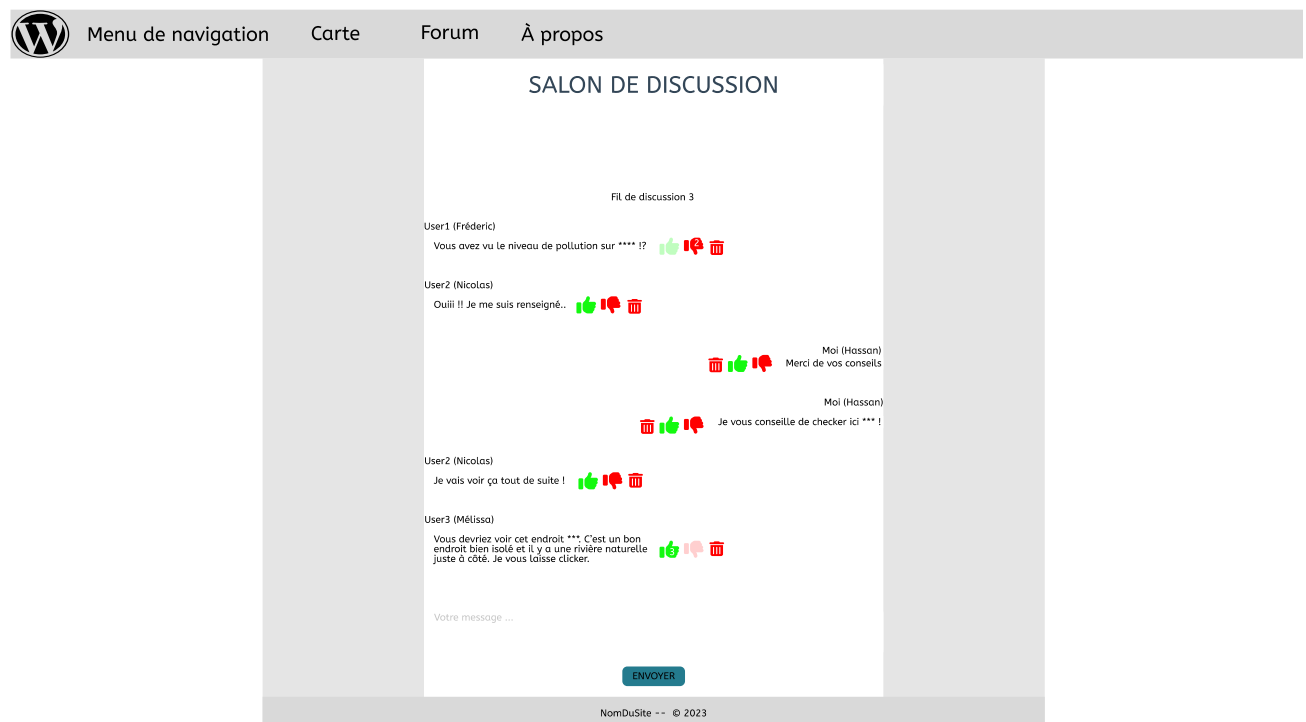 Menu de navigation Carte Forum À propos
SALON DE DISCUSSION
Fil de discussion 3
User1 (Fréderic)
Vous avez vu le niveau de pollution sur **** !?
2
User2 (Nicolas)
Ouiii !! Je me suis renseigné..
Moi (Hassan)
Merci de vos conseils
Moi (Hassan)
Je vous conseille de checker ici *** !
User2 (Nicolas)
Je vais voir ça tout de suite !
User3 (Mélissa)
Vous devriez voir cet endroit ***. C'est un bon
endroit bien isolé et il y a une rivière naturelle
juste à côté. Je vous laisse clicker.
3
Votre message ...
ENVOYER
NomDuSite -- © 2023